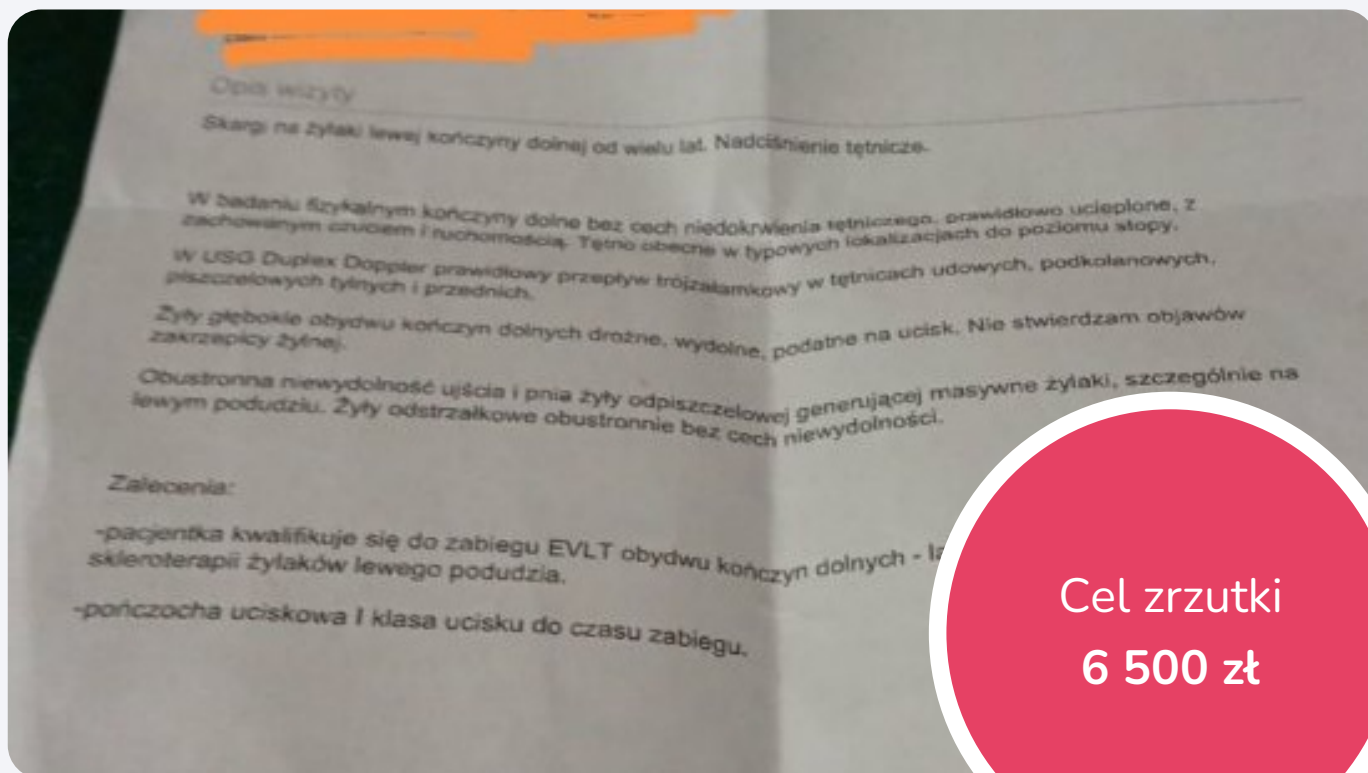 Opis wizyty
Skargi na żylaki lewej kończyny dolnej od wielu lat. Nadciśnienie tętnicze.
W badaniu fizykalnym kończyny dolne bez cech niedokrwienia tętniczego, prawidłowo ucieplone, z
zachowanym czuciem i ruchomością. Tętno obecne w typowych lokalizacjach do poziomu stopy.
W USG Duplex Doppler prawidłowy przepływ trójzałamkowy w tętnicach udowych, podkolanowych,
piszczelowych tylnych i przednich.
Żyły głębokie obydwu kończyn dolnych drożne, wydolne, podatne na ucisk. Nie stwierdzam objawów
zakrzepicy żylnej.
Obustronna niewydolność ujścia i pnia żyły odpiszczelowej generującej masywne żylaki, szczególnie na
lewym podudziu. Żyły odstrzałkowe obustronnie bez cech niewydolności.
Zalecenia:
-pacjentka kwalifikuje się do zabiegu EVLT obydwu kończyn dolnych -
skleroterapii żylaków lewego podudzia.
-pończocha uciskowa I klasa ucisku do czasu zabiegu.
Cel zrzutki
6 500 zł